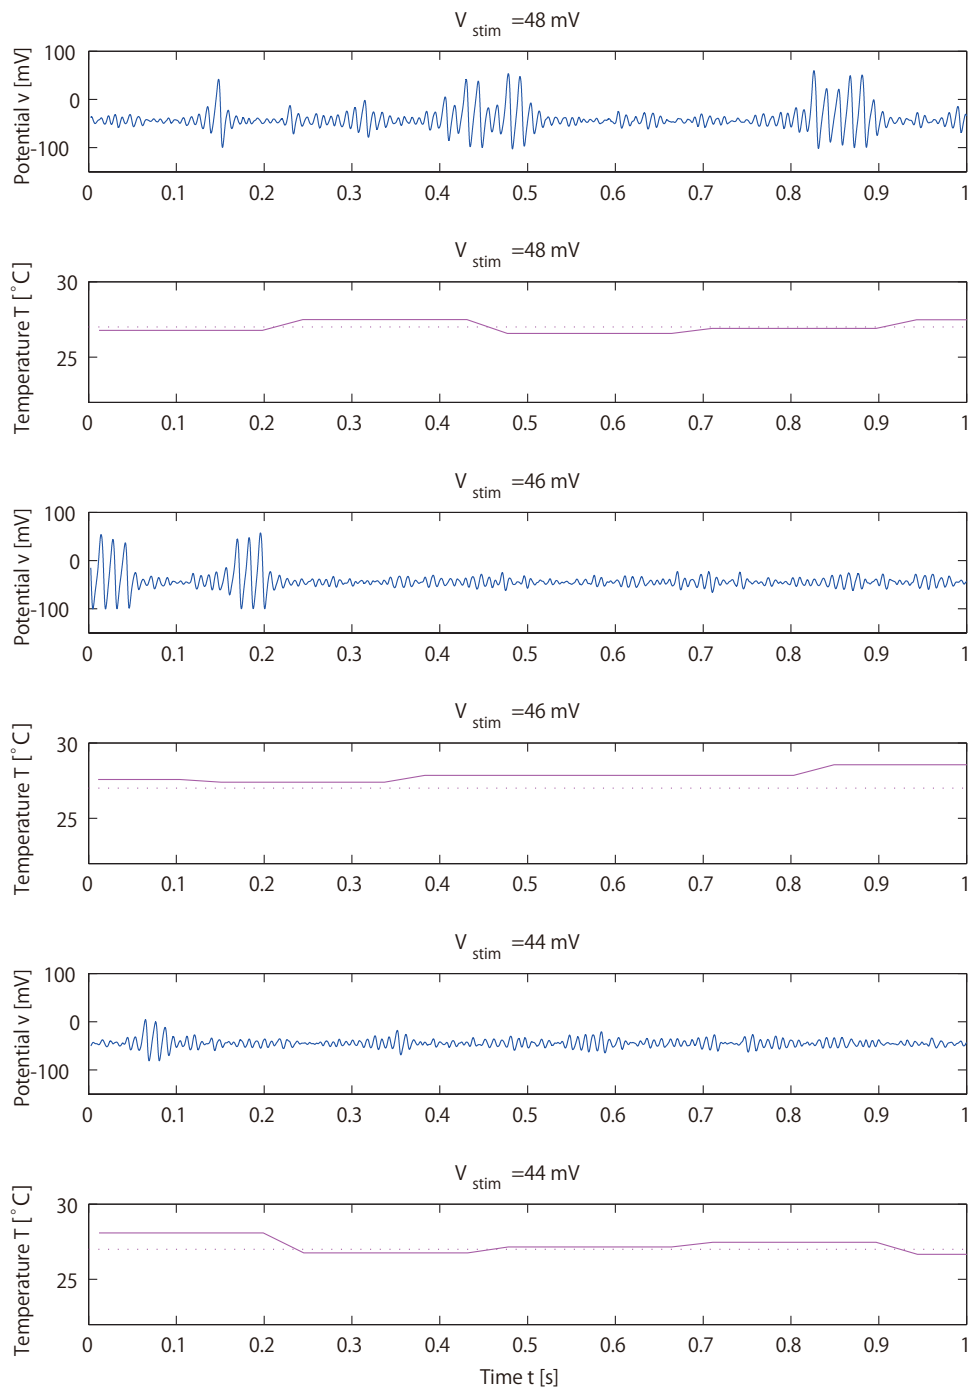 V stim =48 mV
Potential v [mV]
100
0
-100
0 0.1 0.2 0.3 0.4 0.5 0.6 0.7 0.8 0.9 1
V stim =48 mV
Temperature T [°C]
30
25
0 0.1 0.2 0.3 0.4 0.5 0.6 0.7 0.8 0.9 1
V stim =46 mV
Potential v [mV]
100
0
-100
0 0.1 0.2 0.3 0.4 0.5 0.6 0.7 0.8 0.9 1
V stim =46 mV
Temperature T [°C]
30
25
0 0.1 0.2 0.3 0.4 0.5 0.6 0.7 0.8 0.9 1
V stim =44 mV
Potential v [mV]
100
0
-100
0 0.1 0.2 0.3 0.4 0.5 0.6 0.7 0.8 0.9 1
V stim =44 mV
Temperature T [°C]
30
25
0 0.1 0.2 0.3 0.4 0.5 0.6 0.7 0.8 0.9 1
Time t [s]